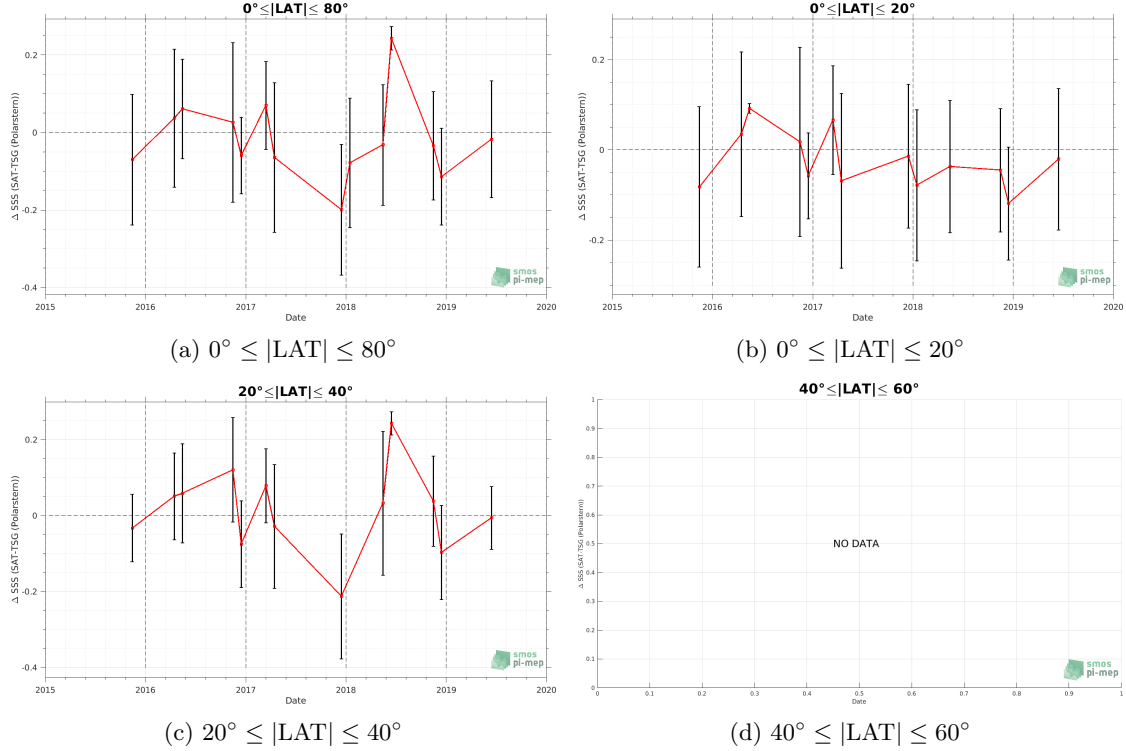 0°≤|LAT|≤ 80°
Δ SSS (SAT-TSG (Polarstern))
0.2
0
-0.2
-0.4
2015 2016 2017 2018 2019 2020
Date
smos
pi-mep
(a) 0° ≤ |LAT| ≤ 80°
0°≤|LAT|≤ 20°
Δ SSS (SAT-TSG (Polarstern))
0.2
0
-0.2
2015 2016 2017 2018 2019 2020
Date
smos
pi-mep
(b) 0° ≤ |LAT| ≤ 20°
20°≤|LAT|≤ 40°
Δ SSS (SAT-TSG (Polarstern))
0.2
0
-0.2
-0.4
2015 2016 2017 2018 2019 2020
Date
smos
pi-mep
(c) 20° ≤ |LAT| ≤ 40°
40°≤|LAT|≤ 60°
Δ SSS (SAT-TSG (Polarstern))
1
0.9
0.8
0.7
0.6
0.5
0.4
0.3
0.2
0.1
0
NO DATA
0 0.1 0.2 0.3 0.4 0.5 0.6 0.7 0.8 0.9 1
Date
smos
pi-mep
(d) 40° ≤ |LAT| ≤ 60°